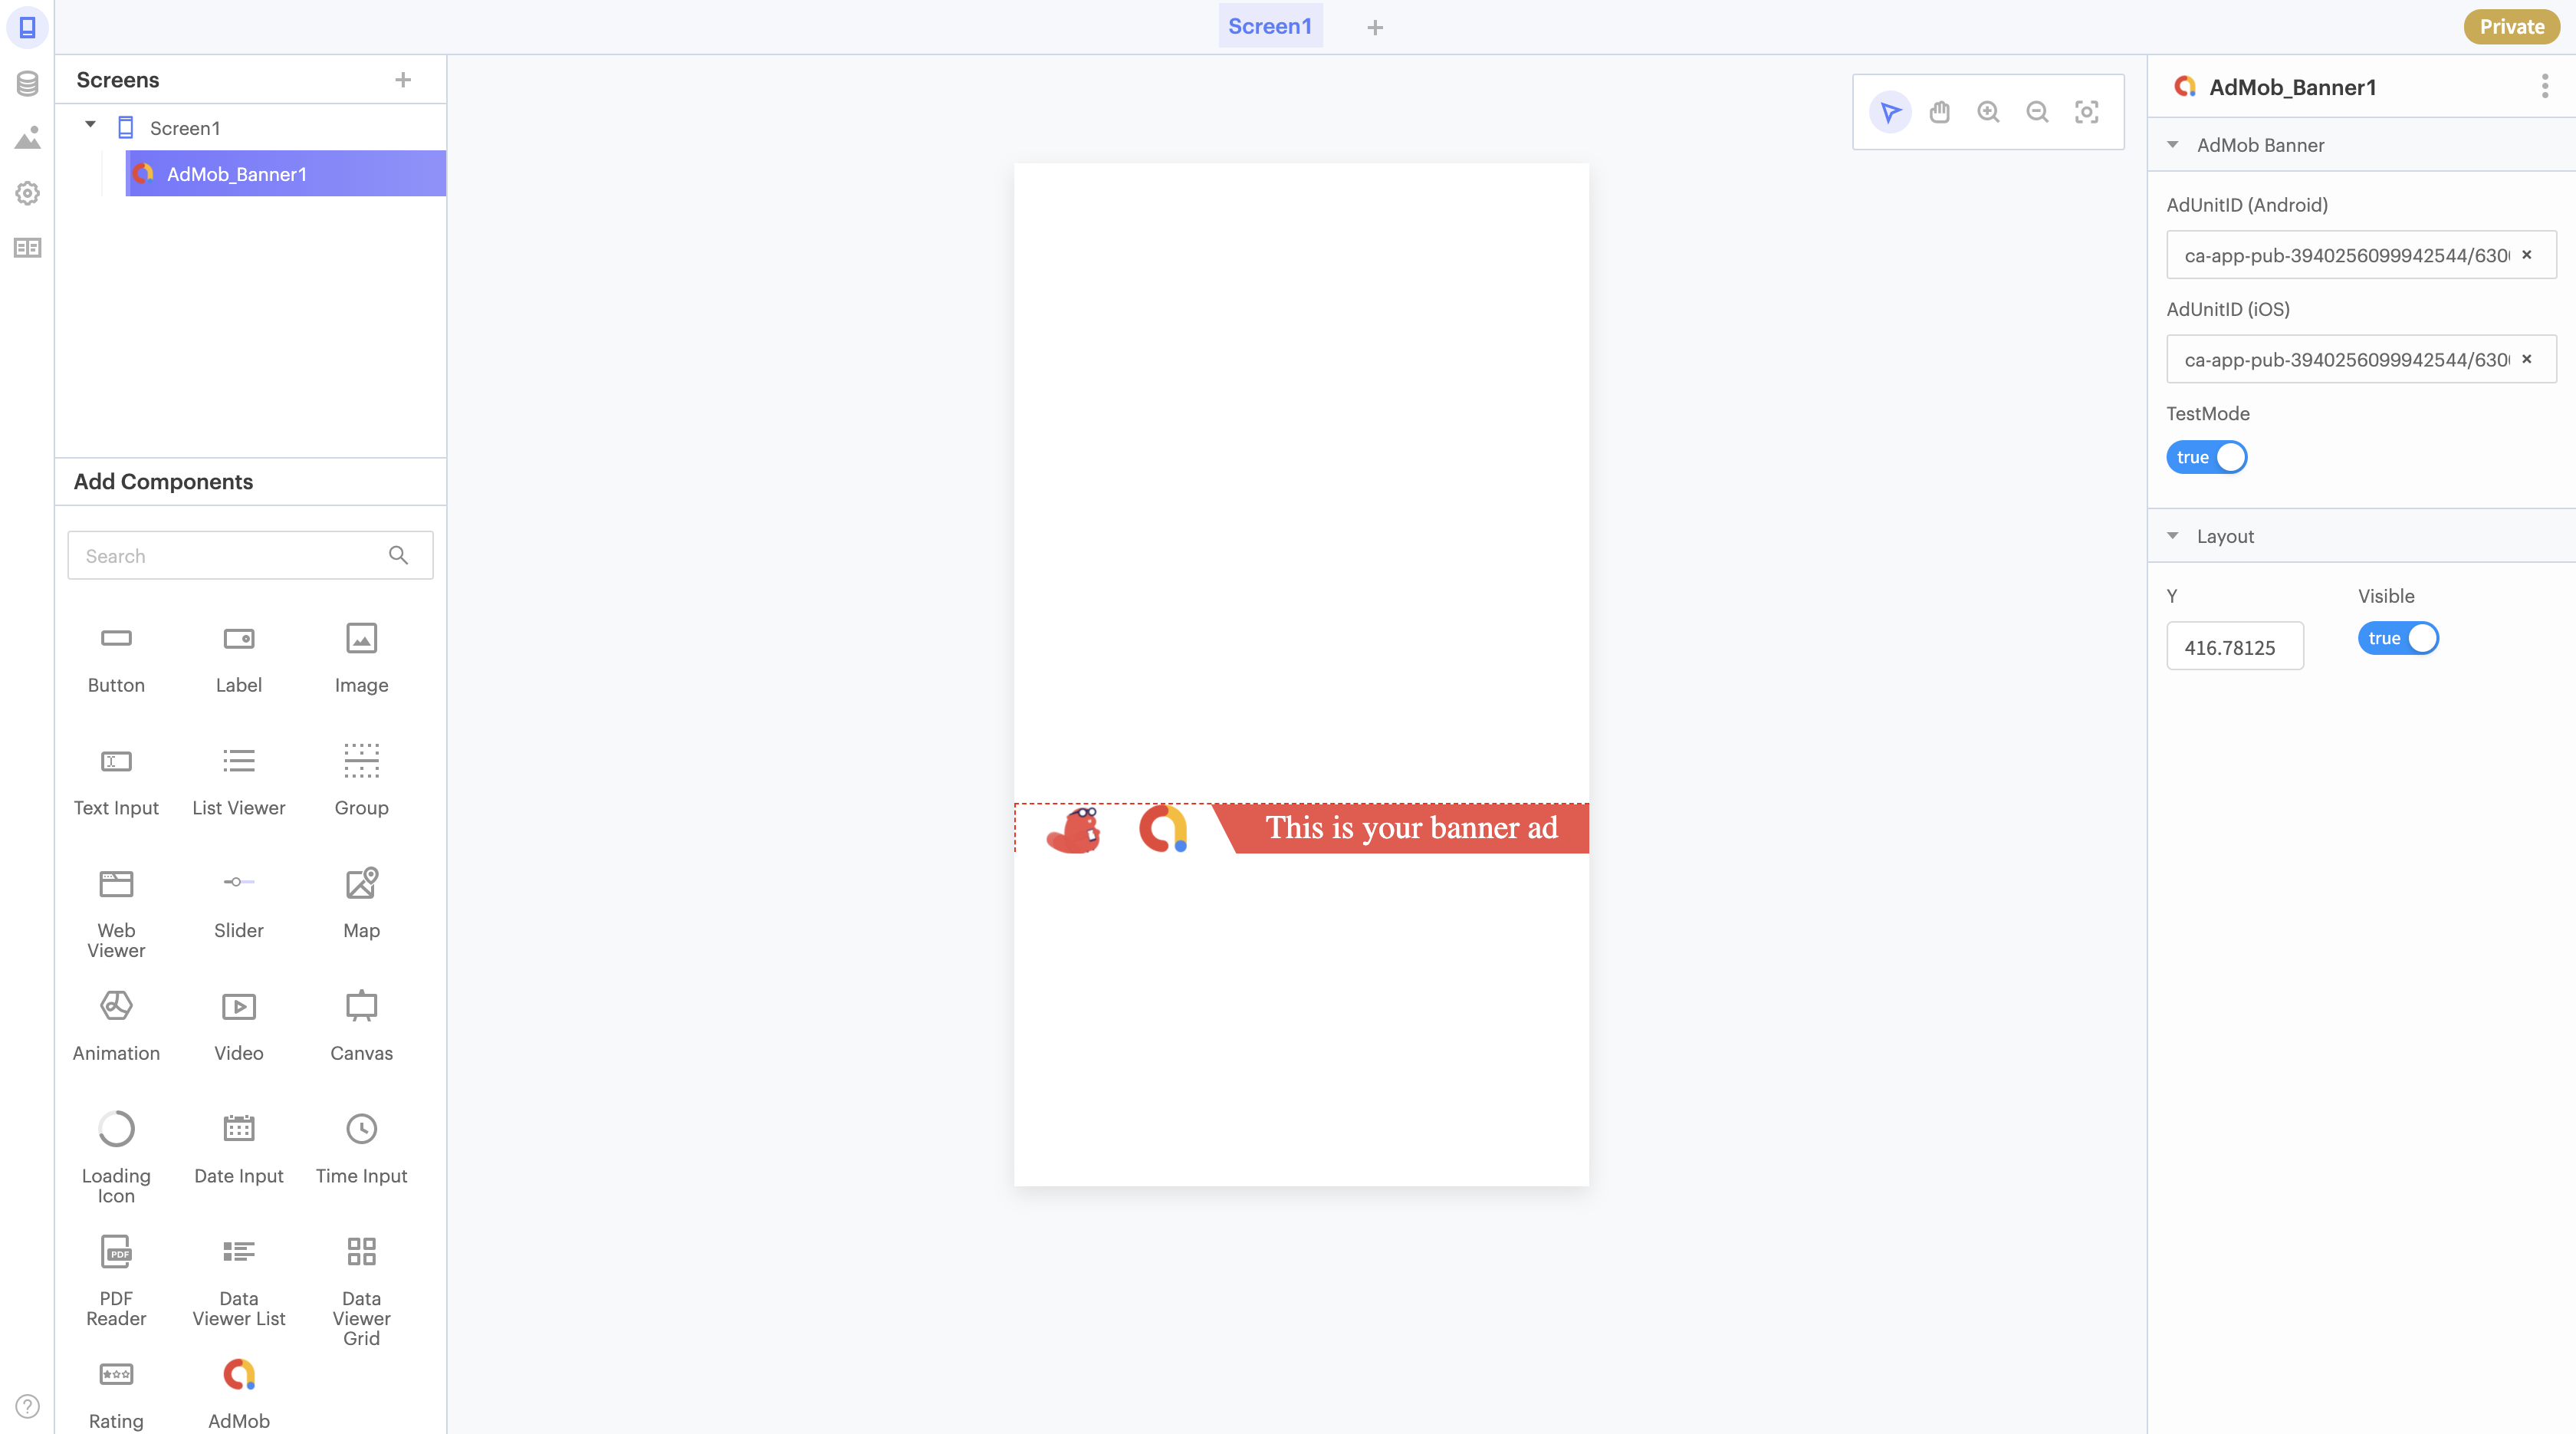 Screen1
Private
Screens
Screen1
AdMob_Banner1
Add Components
Search
Button
Label
Image
Text Input
List Viewer
Group
Web
Viewer
Slider
Map
Animation
Video
Canvas
Loading
Icon
Date Input
Time Input
PDF
PDF
Reader
Data
Viewer List
Data
Viewer
Grid
Rating
AdMob
This is your banner ad
AdMob_Banner1
AdMob Banner
AdUnitID (Android)
ca-app-pub-3940256099942544/630
AdUnitID (iOS)
ca-app-pub-3940256099942544/630
TestMode
true
Layout
Y
Visible
416.78125
true